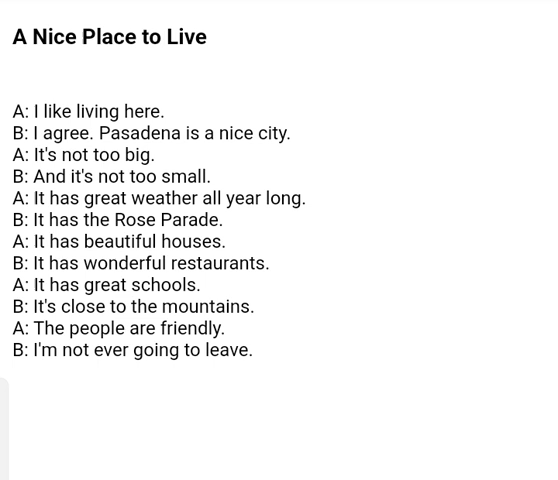 A Nice Place to Live
A: I like living here.
B: I agree. Pasadena is a nice city.
A: It's not too big.
B: And it's not too small.
A: It has great weather all year long.
B: It has the Rose Parade.
A: It has beautiful houses.
B: It has wonderful restaurants.
A: It has great schools.
B: It's close to the mountains.
A: The people are friendly.
B: I'm not ever going to leave.